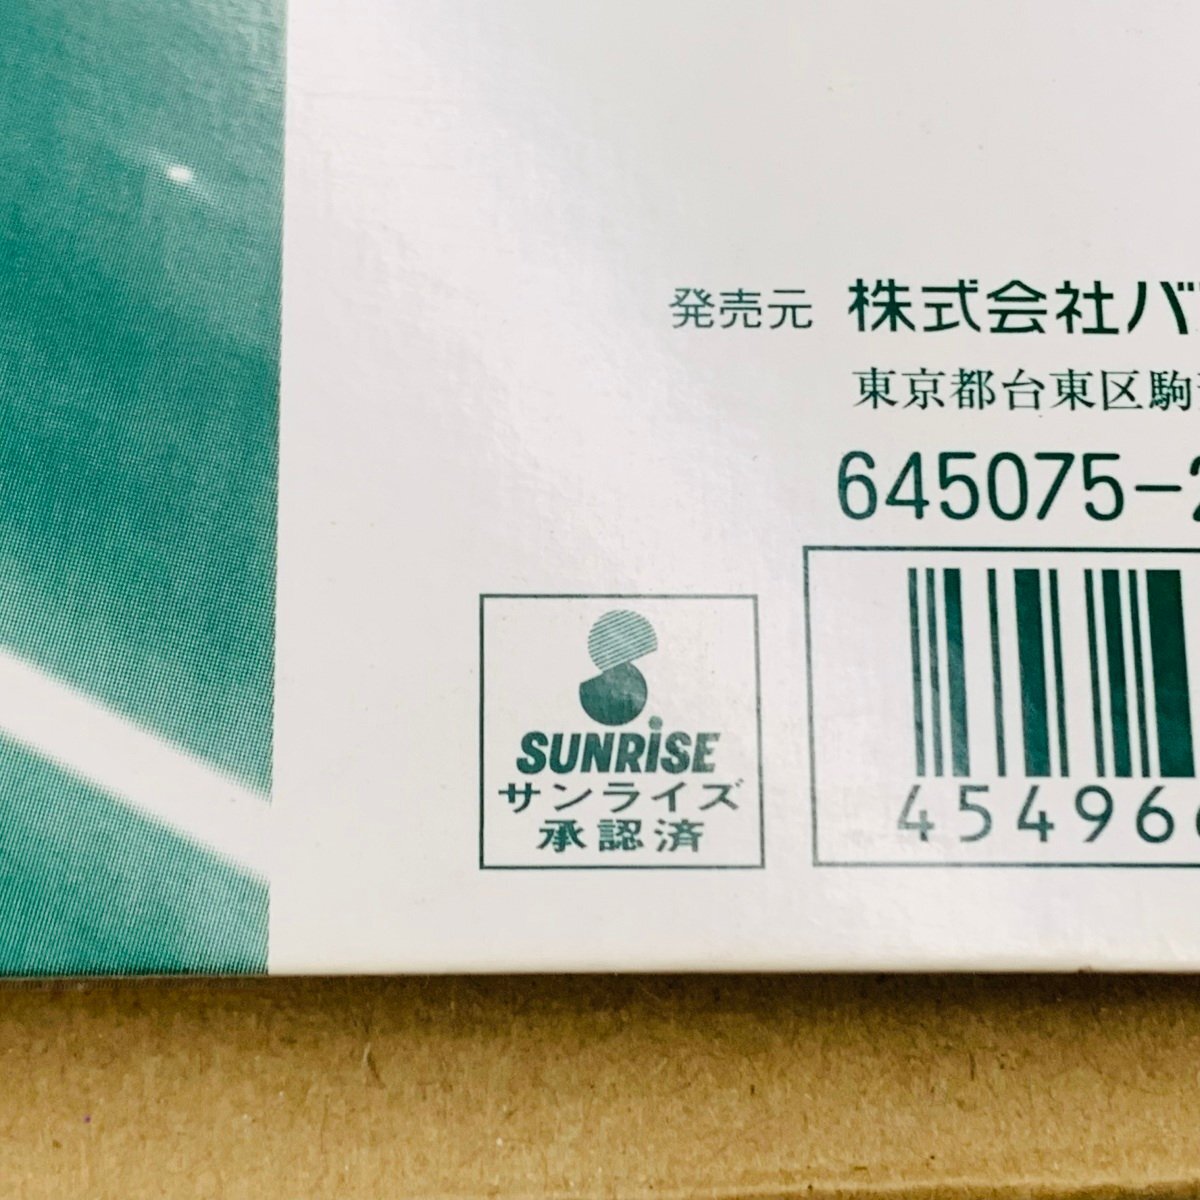 発売元 株式会社バ
東京都台東区駒
645075-2
SUNRiSE
サンライズ
承認済
45496